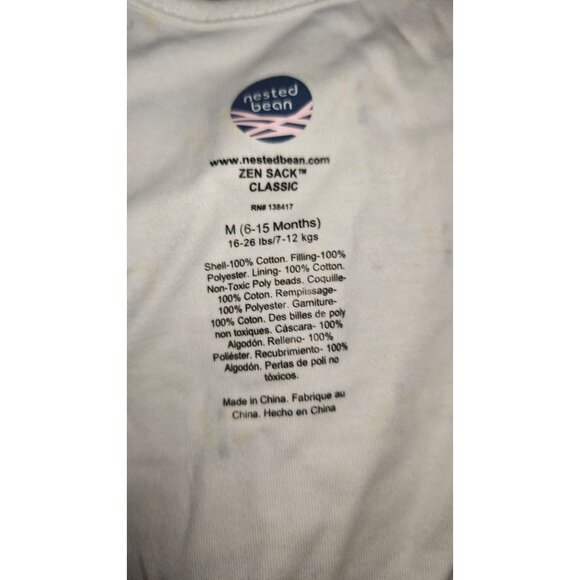 nested
bean
www.nestedbean.com
ZEN SACK™
CLASSIC
RN# 138417
M (6-15 Months)
16-26 lbs/7-12 kgs
Shell-100% Cotton. Filling-100%
Polyester. Lining- 100% Cotton.
Non-Toxic Poly beads. Coquille-
100% Coton. Remplissage-
100% Polyester. Garniture-
100% Coton. Des billes de poly
non toxiques. Cáscara- 100%
Algodón. Relleno- 100%
Poliéster. Recubrimiento- 100%
Algodón. Perlas de poli no
tóxicos.
Made in China. Fabrique au
China. Hecho en China